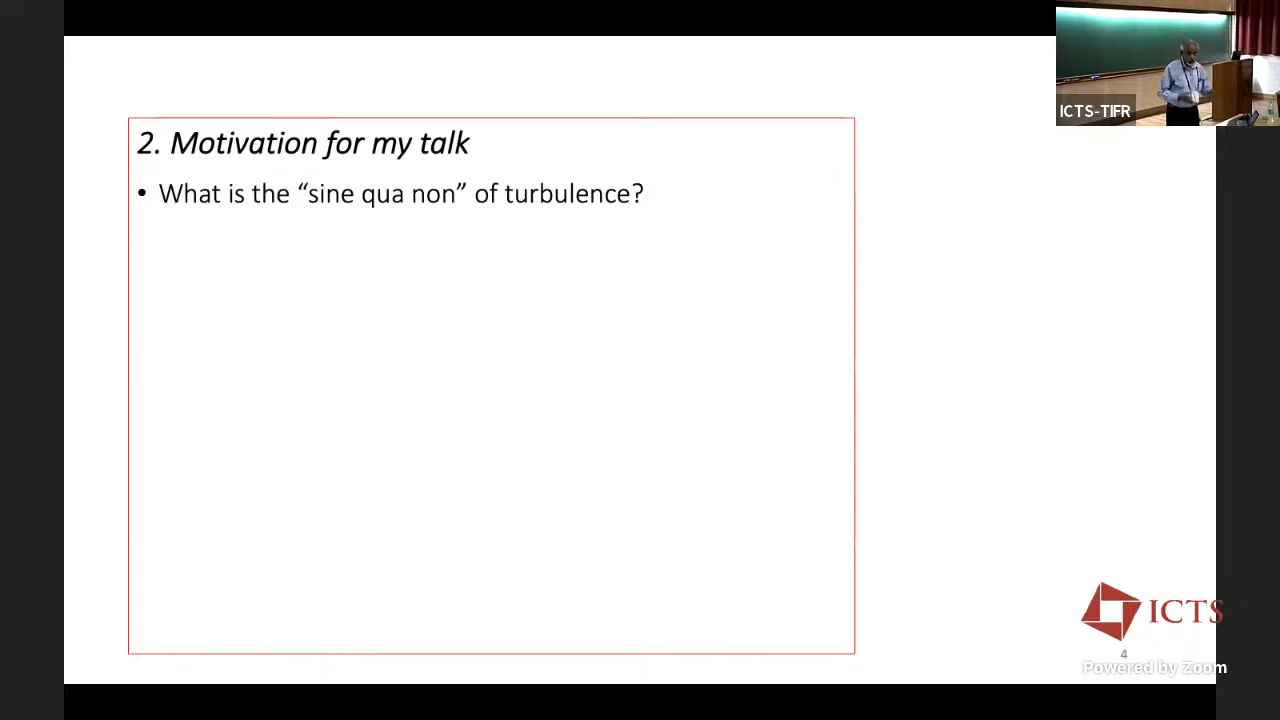 ICTS-TIFR
2. Motivation for my talk
• What is the “sine qua non” of turbulence?
ICTS
4
Powered by Zoom